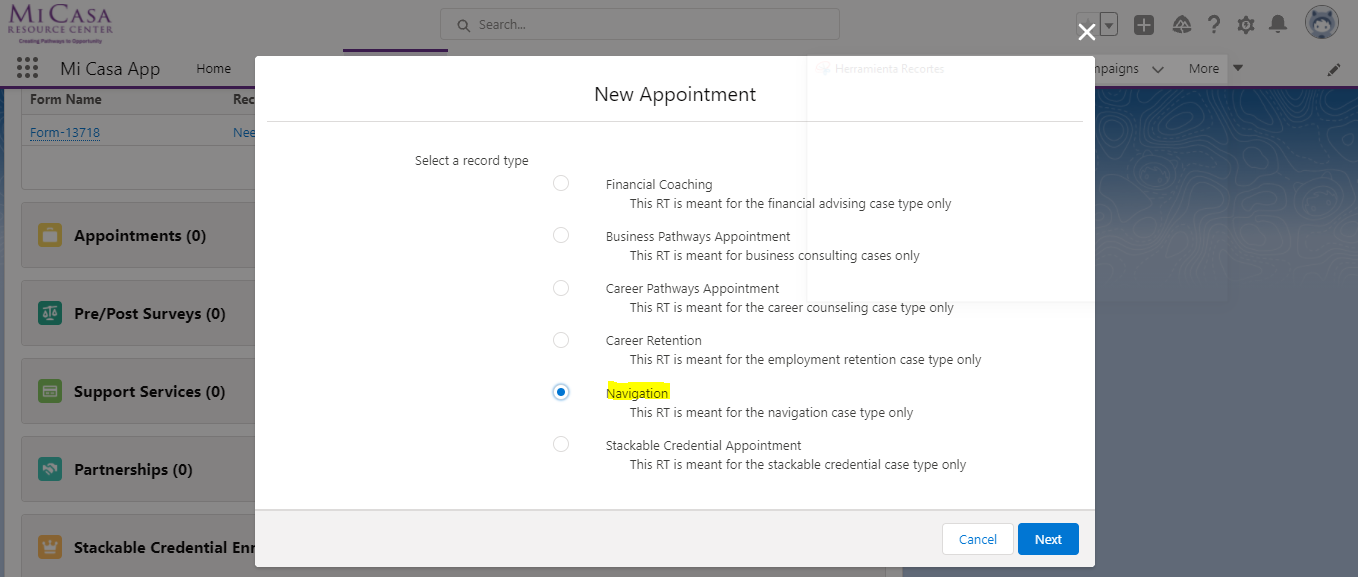 MI CASA
RESOURCE CENTER
Creating Pathways to Opportunity
Search...
Mi Casa App
Home
Herramienta Recortes
mpaigns
More
Form Name
Rec
Form-13718
Nee
Appointments (0)
Pre/Post Surveys (0)
Support Services (0)
Partnerships (0)
Stackable Credential Enr
New Appointment
Select a record type
Financial Coaching
This RT is meant for the financial advising case type only
Business Pathways Appointment
This RT is meant for business consulting cases only
Career Pathways Appointment
This RT is meant for the career counseling case type only
Career Retention
This RT is meant for the employment retention case type only
Navigation
This RT is meant for the navigation case type only
Stackable Credential Appointment
This RT is meant for the stackable credential case type only
Cancel
Next